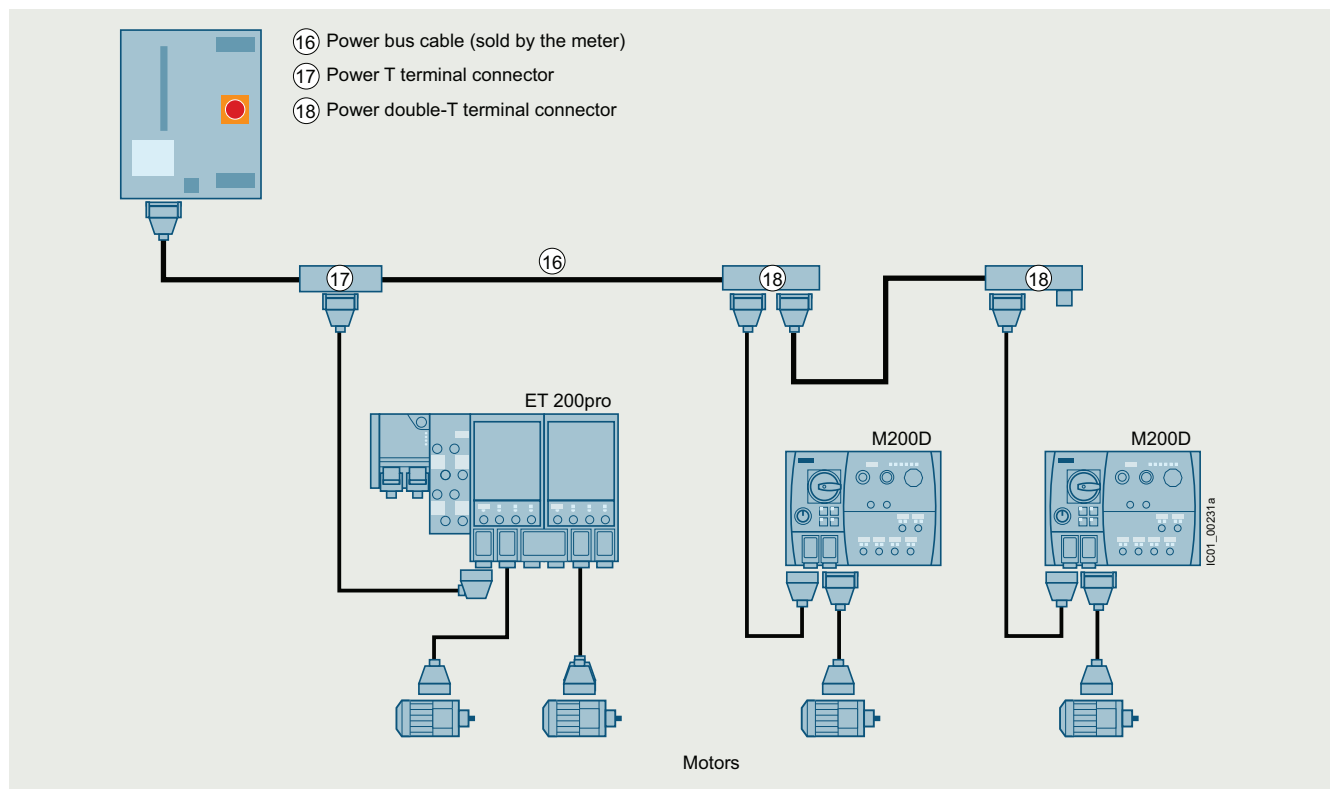 16 Power bus cable (sold by the meter)
17 Power T terminal connector
18 Power double-T terminal connector
16
17
18
18
ET 200pro
M200D
M200D
IC01_00231a
Motors